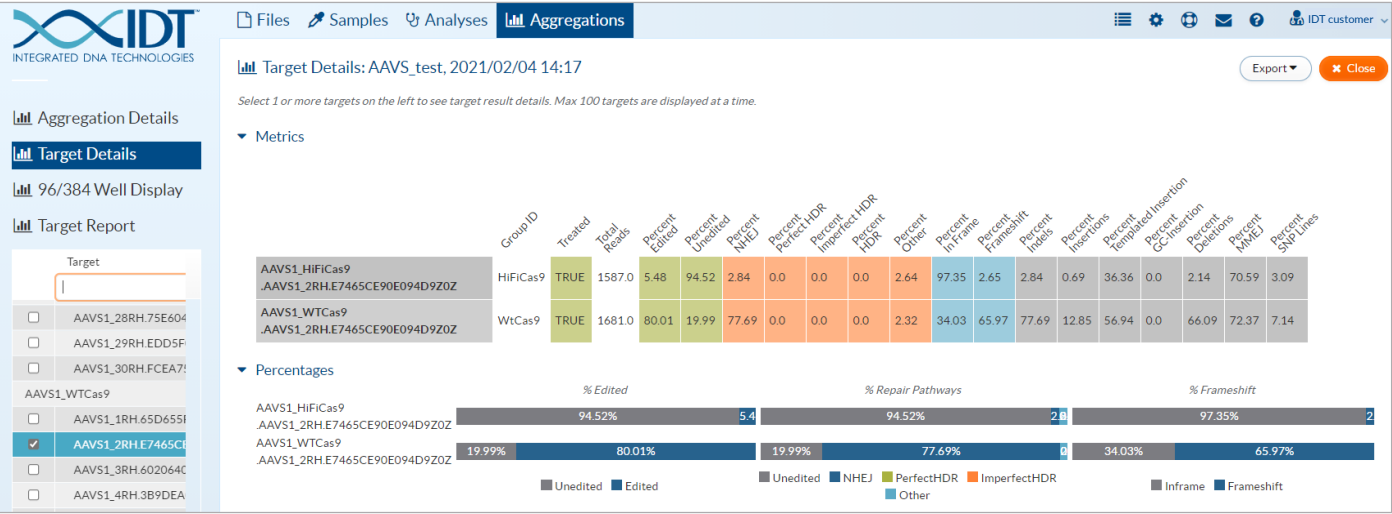 IDT
INTEGRATED DNA TECHNOLOGIES
Files Samples Analyses Aggregations
IDT customer
Aggregation Details
Target Details
96/384 Well Display
Target Report
Target
AAVS1_28RH.75E604
AAVS1_29RH.EDD5F
AAVS1_30RH.FCEA7
AAVS1_WTCas9
AAVS1_1RH.65D655
AAVS1_2RH.E7465CE
AAVS1_3RH.6020640
AAVS1_4RH.3B9DEA
Target Details: AAVS_test, 2021/02/04 14:17
Export
Close
Select 1 or more targets on the left to see target result details. Max 100 targets are displayed at a time.
Metrics
Group ID
Treated
Total
Reads
Percent
Edited
Percent
Unedited
Percent
NHEJ
Percent
Perfect HDR
Percent
Imperfect HDR
Percent
HDR
Percent
Other
Percent
In Frame
Percent
Frameshift
Percent
Indels
Percent
Insertions
Percent
Templated Insertion
Percent
GC-Insertion
Percent
Deletions
Percent
MMEJ
Percent
SNP Lines
AAVS1_HiFiCas9
.AAVS1_2RH.E7465CE90E094D9Z0Z
HiFiCas9 TRUE 1587.0 5.48 94.52 2.84 0.0 0.0 0.0 2.64 97.35 2.65 2.84 0.69 36.36 0.0 2.14 70.59 3.09
AAVS1_WTCas9
.AAVS1_2RH.E7465CE90E094D9Z0Z
WtCas9 TRUE 1681.0 80.01 19.99 77.69 0.0 0.0 0.0 2.32 34.03 65.97 77.69 12.85 56.94 0.0 66.09 72.37 7.14
Percentages
% Edited % Repair Pathways % Frameshift
AAVS1_HiFiCas9
.AAVS1_2RH.E7465CE90E094D9Z0Z
94.52% 5.4 94.52% 97.35% 2
AAVS1_WTCas9
.AAVS1_2RH.E7465CE90E094D9Z0Z
19.99% 80.01% 19.99% 77.69% 34.03% 65.97%
Unedited Edited
Unedited NHEJ PerfectHDR ImperfectHDR
Other
Inframe Frameshift